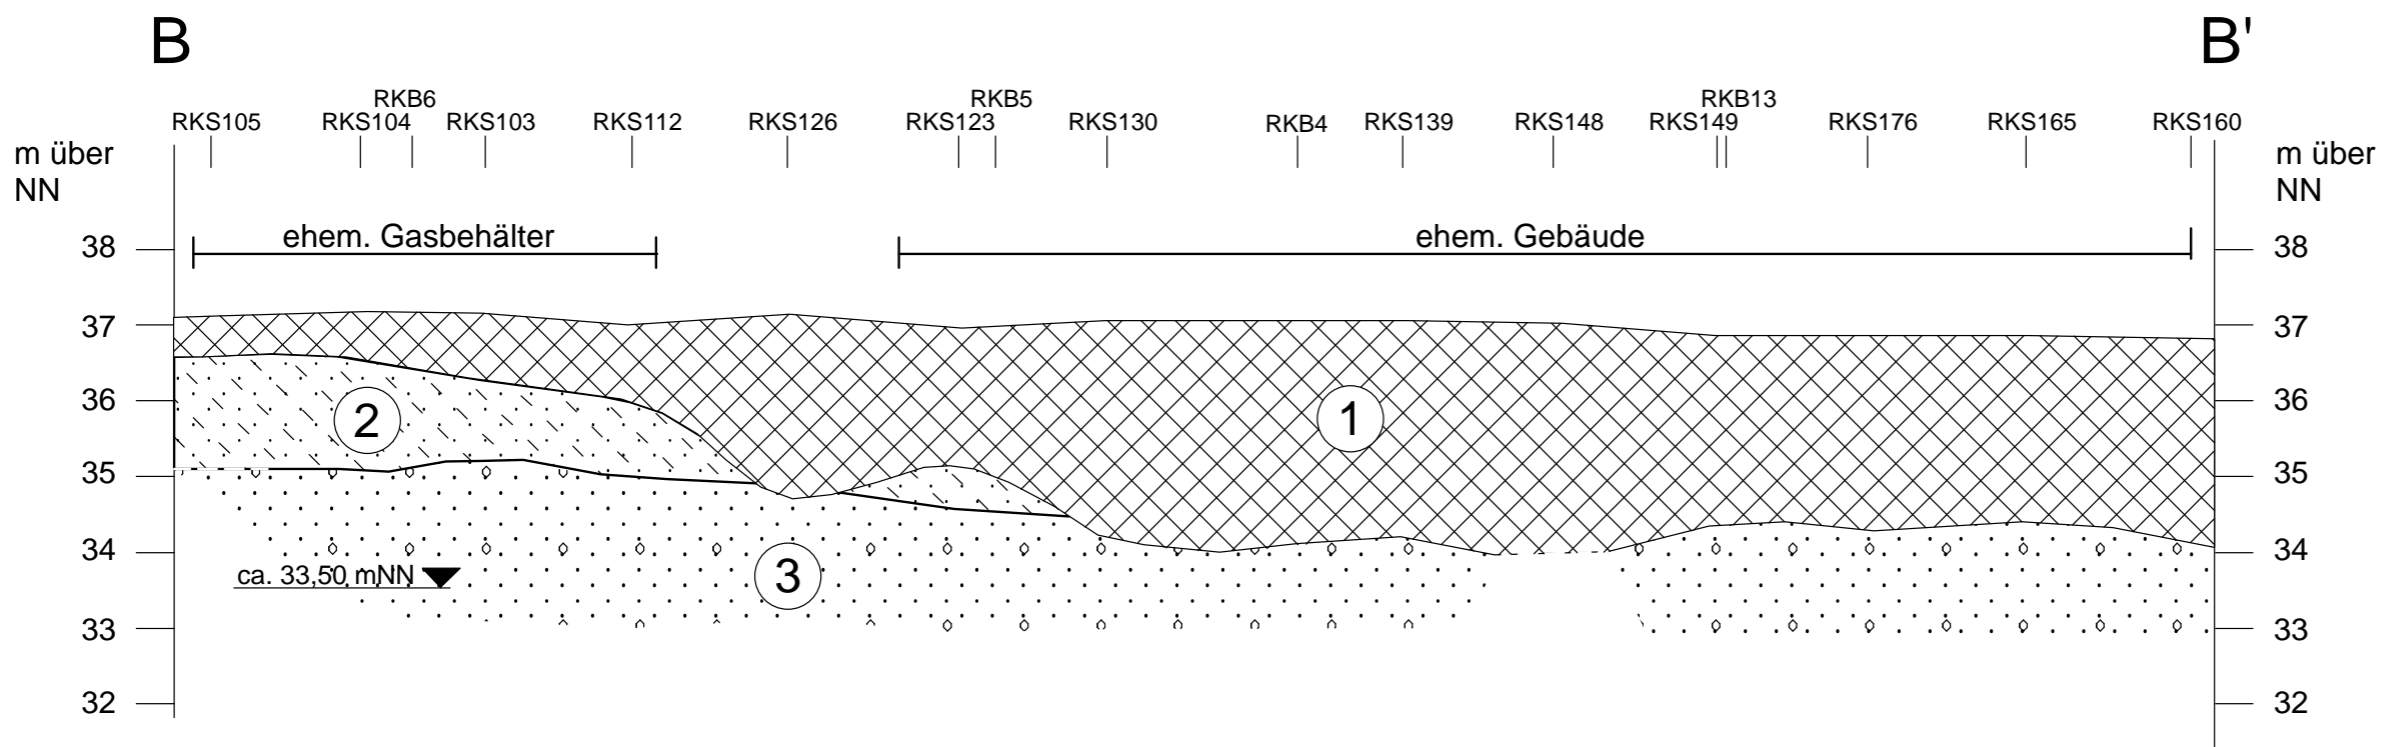 B B'
RKB6 RKB5 RKB13
RKS105 RKS104 RKS103 RKS112 RKS126 RKS123 RKS130 RKB4 RKS139 RKS148 RKS149 RKS176 RKS165 RKS160
m über m über
NN NN
ehem. Gasbehälter ehem. Gebäude
38 38
37 37
36 36
2 1
35 35
34 34
ca. 33,50 mNN 3
33 33
32 32